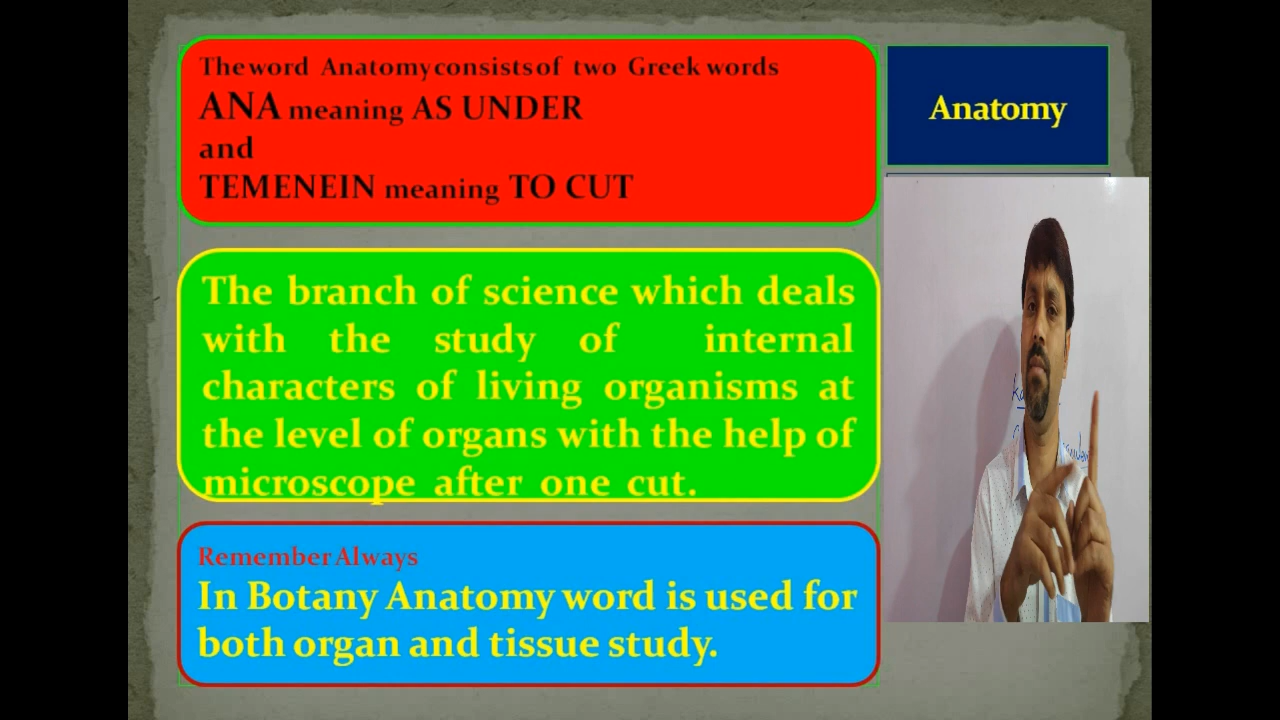 The word Anatomy consists of two Greek words
ANA meaning AS UNDER
and
TEMENEIN meaning TO CUT
Anatomy
The branch of science which deals
with the study of internal
characters of living organisms at
the level of organs with the help of
microscope after one cut.
Remember Always
In Botany Anatomy word is used for
both organ and tissue study.